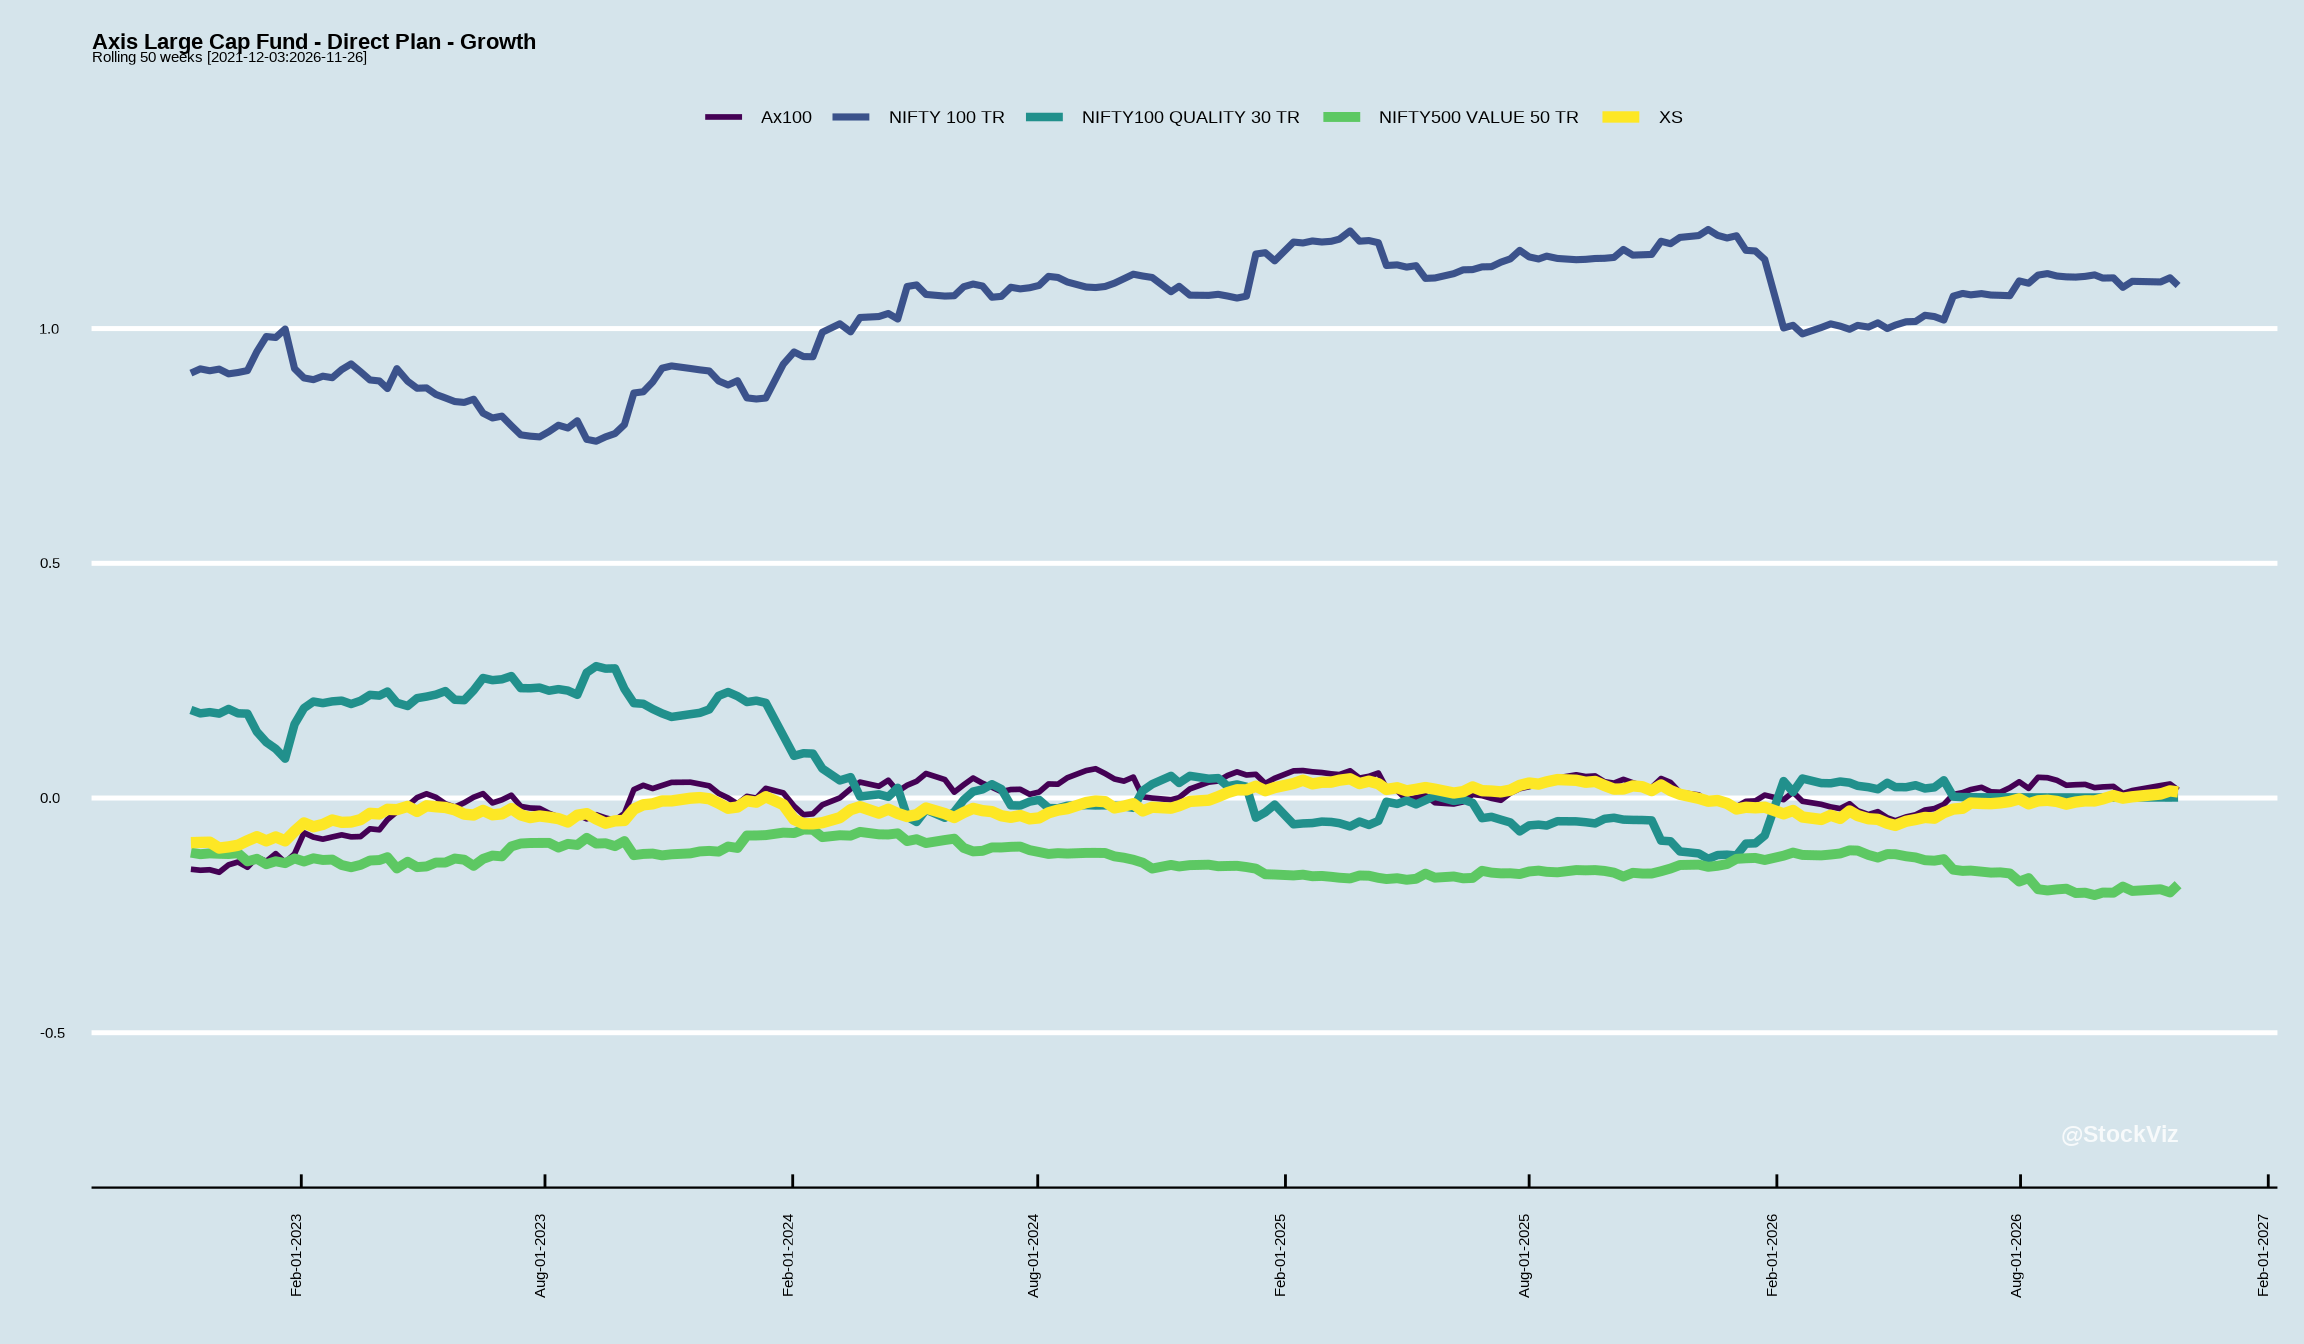 Axis Large Cap Fund - Direct Plan - Growth
Rolling 50 weeks [2021-12-03:2026-11-26]
Ax100 NIFTY 100 TR NIFTY100 QUALITY 30 TR NIFTY500 VALUE 50 TR XS
1.0
0.5
0.0
-0.5
@StockViz
Feb-01-2023
Aug-01-2023
Feb-01-2024
Aug-01-2024
Feb-01-2025
Aug-01-2025
Feb-01-2026
Aug-01-2026
Feb-01-2027